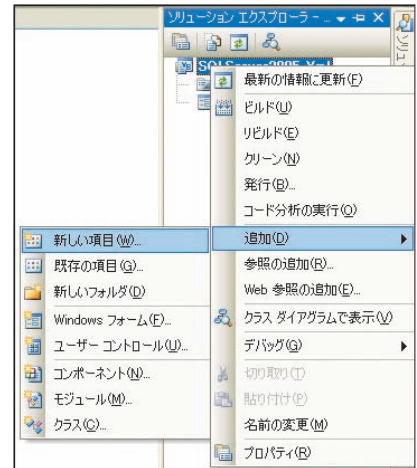 ソリューション エクスプローラ - ...
最新の情報に更新(F)
ビルド(U)
リビルド(E)
クリーン(N)
発行(B)...
コード分析の実行(O)
追加(D)
参照の追加(R)...
Web 参照の追加(E)...
クラス ダイアグラムで表示(V)
デバッグ(G)
切り取り(T)
貼り付け(P)
名前の変更(M)
プロパティ(R)
新しい項目(W)...
既存の項目(G)...
新しいフォルダ(D)
Windows フォーム(F)...
ユーザー コントロール(U)...
コンポーネント(N)...
モジュール(M)...
クラス(C)...